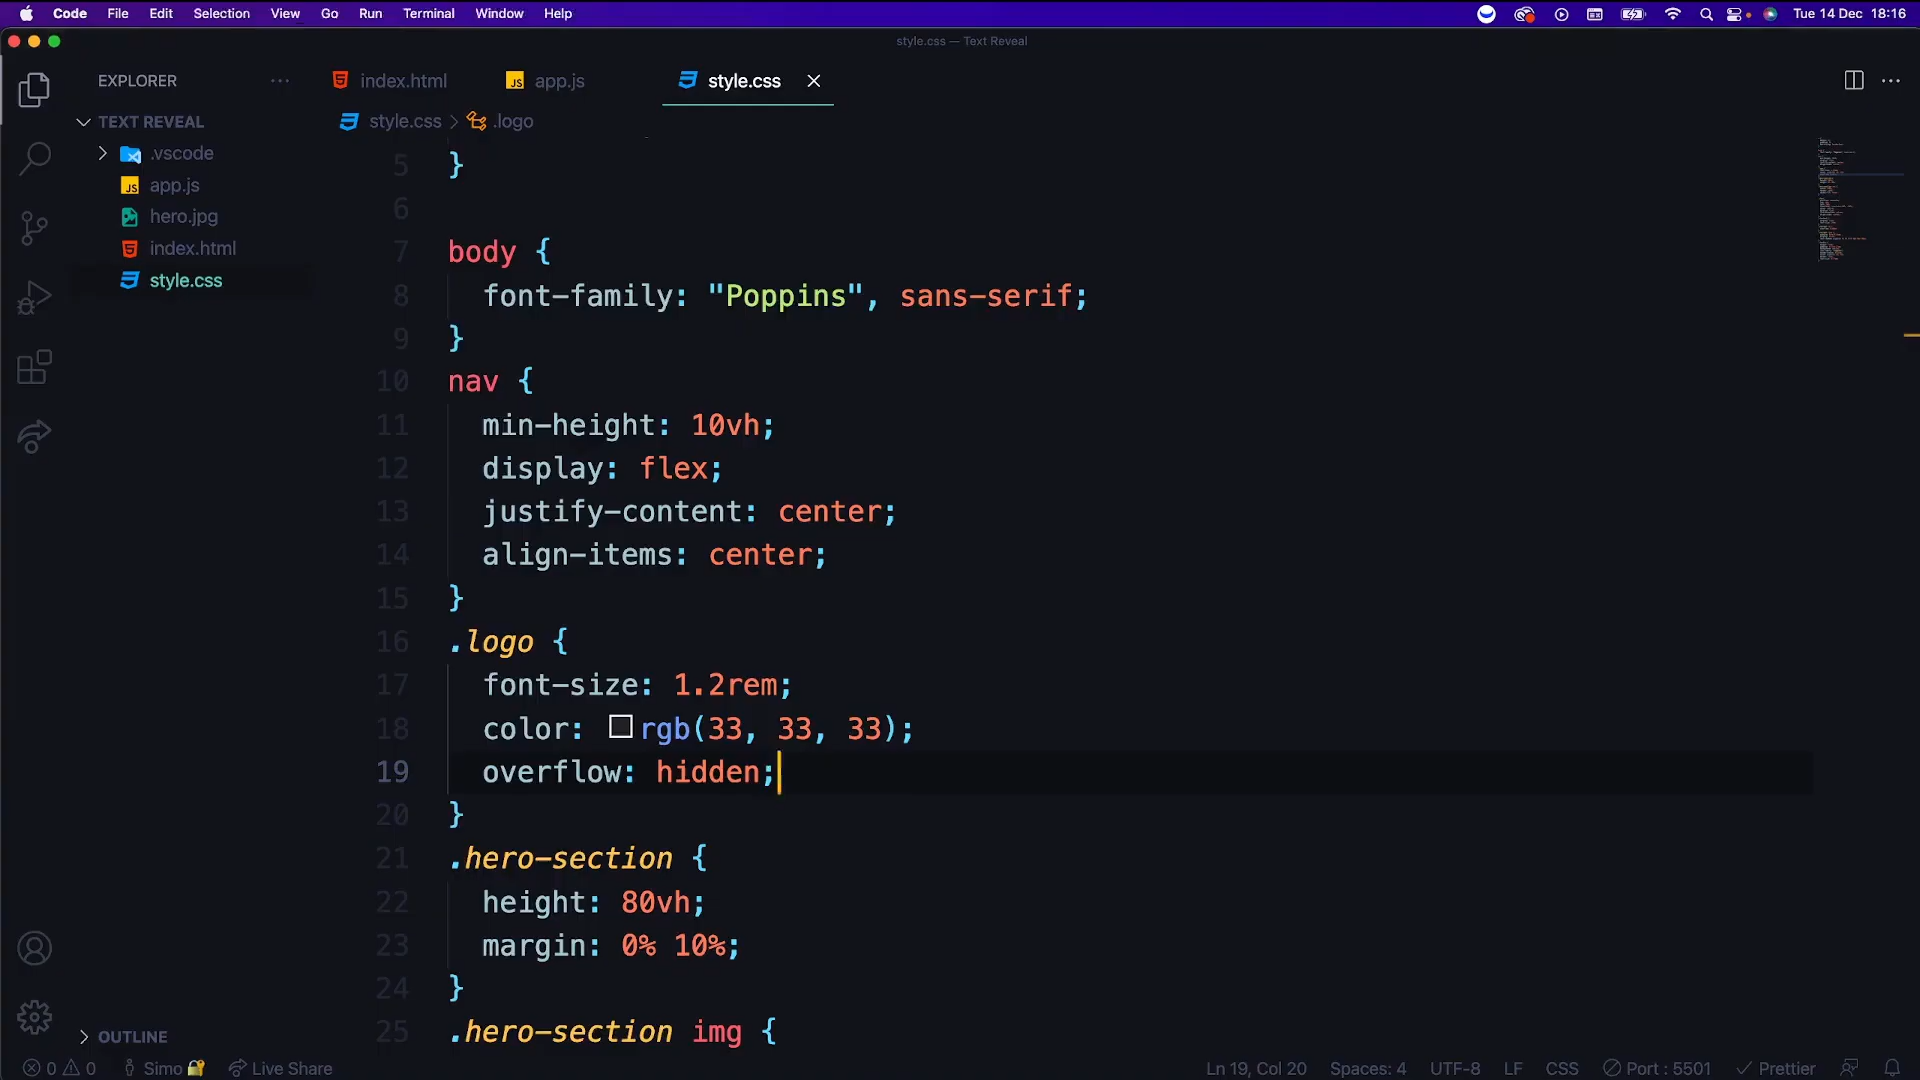 Code File Edit Selection View Go Run Terminal Window Help Tue 14 Dec 18:16
style.css — Text Reveal
EXPLORER ··· index.html JS app.js style.css ×
TEXT REVEAL
style.css > .logo
.vscode
JS app.js
hero.jpg
index.html
style.css
5 }
6
7 body {
8 font-family: "Poppins", sans-serif;
9 }
10 nav {
11 min-height: 10vh;
12 display: flex;
13 justify-content: center;
14 align-items: center;
15 }
16 .logo {
17 font-size: 1.2rem;
18 color: rgb(33, 33, 33);
19 overflow: hidden;
20 }
21 .hero-section {
22 height: 80vh;
23 margin: 0% 10%;
24 }
25 .hero-section img {
OUTLINE
0 0 Simo Live Share Ln 19, Col 20 Spaces: 4 UTF-8 LF CSS Port : 5501 Prettier